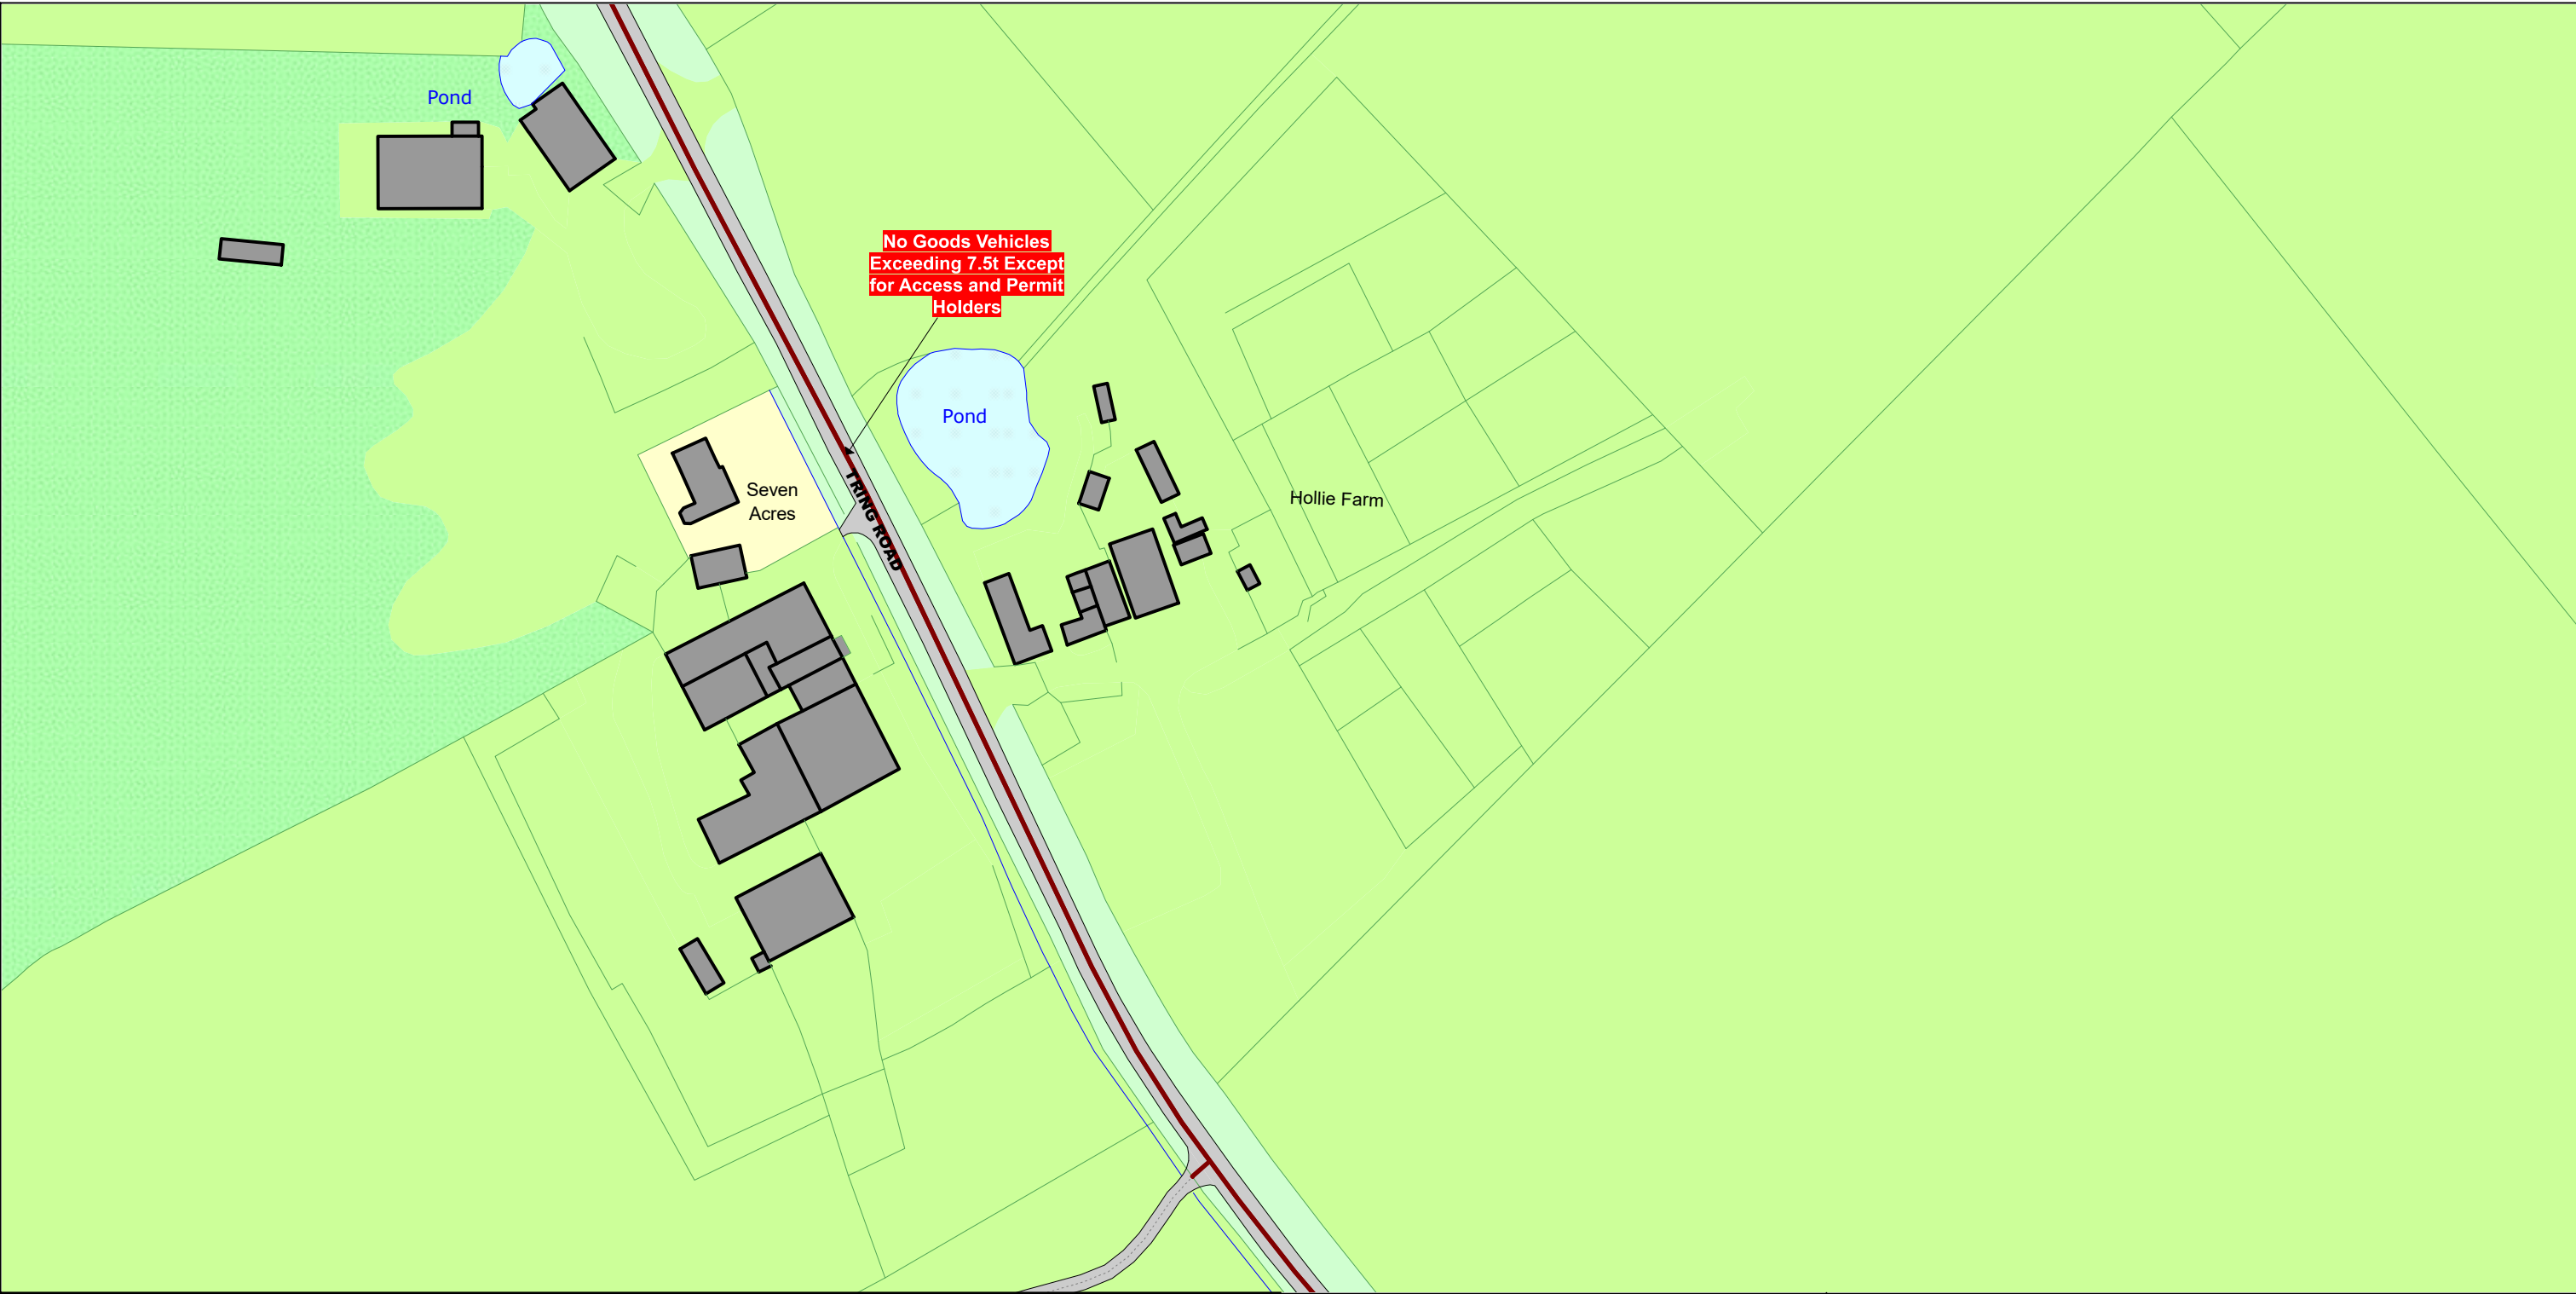 Pond
No Goods Vehicles
Exceeding 7.5t Except
for Access and Permit
Holders
Pond
Seven
Acres
TRING ROAD
Hollie Farm